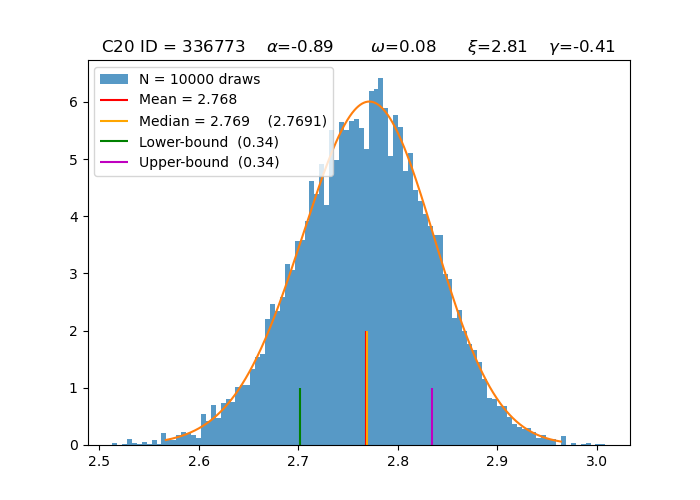 C20 ID = 336773 α=-0.89 ω=0.08 ξ=2.81 γ=-0.41
N = 10000 draws
Mean = 2.768
Median = 2.769 (2.7691)
Lower-bound (0.34)
Upper-bound (0.34)
6
5
4
3
2
1
0
2.5 2.6 2.7 2.8 2.9 3.0